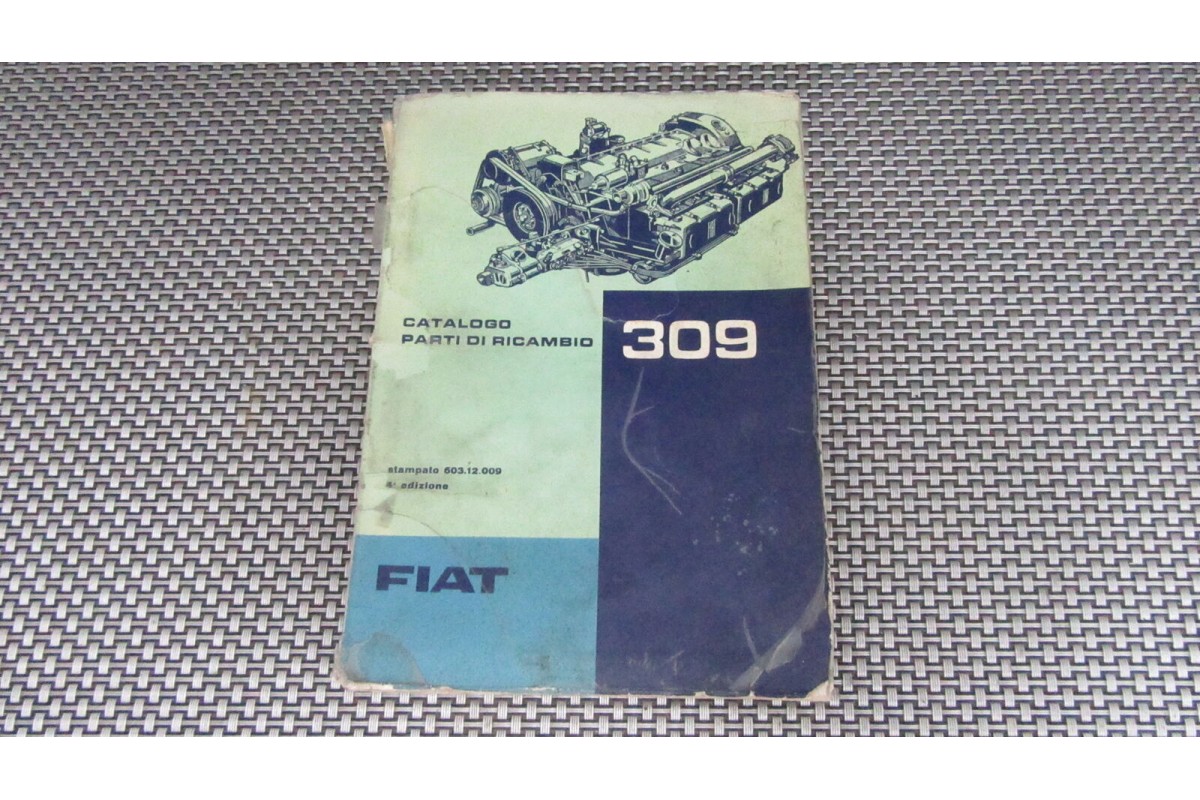 CATALOGO
PARTI DI RICAMBIO
309
stampato 603.12.009
edizione
FIAT